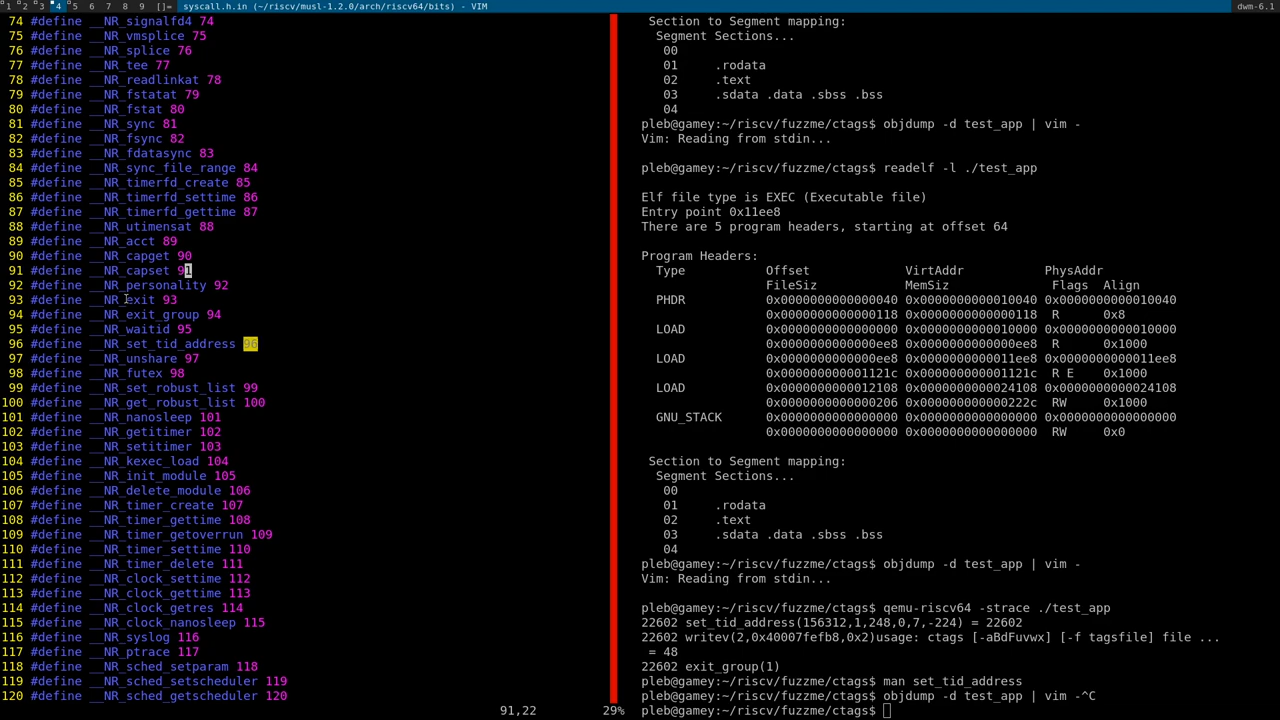 1 2 3 4 5 6 7 8 9 []= syscall.h.in (~/riscv/musl-1.2.0/arch/riscv64/bits) - VIM dwm-6.1
74 #define __NR_signalfd4 74
75 #define __NR_vmsplice 75
76 #define __NR_splice 76
77 #define __NR_tee 77
78 #define __NR_readlinkat 78
79 #define __NR_fstatat 79
80 #define __NR_fstat 80
81 #define __NR_sync 81
82 #define __NR_fsync 82
83 #define __NR_fdatasync 83
84 #define __NR_sync_file_range 84
85 #define __NR_timerfd_create 85
86 #define __NR_timerfd_settime 86
87 #define __NR_timerfd_gettime 87
88 #define __NR_utimensat 88
89 #define __NR_acct 89
90 #define __NR_capget 90
91 #define __NR_capset 91
92 #define __NR_personality 92
93 #define __NR_exit 93
94 #define __NR_exit_group 94
95 #define __NR_waitid 95
96 #define __NR_set_tid_address 96
97 #define __NR_unshare 97
98 #define __NR_futex 98
99 #define __NR_set_robust_list 99
100 #define __NR_get_robust_list 100
101 #define __NR_nanosleep 101
102 #define __NR_getitimer 102
103 #define __NR_setitimer 103
104 #define __NR_kexec_load 104
105 #define __NR_init_module 105
106 #define __NR_delete_module 106
107 #define __NR_timer_create 107
108 #define __NR_timer_gettime 108
109 #define __NR_timer_getoverrun 109
110 #define __NR_timer_settime 110
111 #define __NR_timer_delete 111
112 #define __NR_clock_settime 112
113 #define __NR_clock_gettime 113
114 #define __NR_clock_getres 114
115 #define __NR_clock_nanosleep 115
116 #define __NR_syslog 116
117 #define __NR_ptrace 117
118 #define __NR_sched_setparam 118
119 #define __NR_sched_setscheduler 119
120 #define __NR_sched_getscheduler 120
91,22 29%
Section to Segment mapping:
Segment Sections...
00
01 .rodata
02 .text
03 .sdata .data .sbss .bss
04
pleb@gamey:~/riscv/fuzzme/ctags$ objdump -d test_app | vim -
Vim: Reading from stdin...
pleb@gamey:~/riscv/fuzzme/ctags$ readelf -l ./test_app
Elf file type is EXEC (Executable file)
Entry point 0x11ee8
There are 5 program headers, starting at offset 64
Program Headers:
Type Offset VirtAddr PhysAddr
FileSiz MemSiz Flags Align
PHDR 0x0000000000000040 0x0000000000010040 0x0000000000010040
0x0000000000000118 0x0000000000000118 R 0x8
LOAD 0x0000000000000000 0x0000000000010000 0x0000000000010000
0x0000000000000ee8 0x0000000000000ee8 R 0x1000
LOAD 0x0000000000000ee8 0x0000000000011ee8 0x0000000000011ee8
0x000000000001121c 0x000000000001121c R E 0x1000
LOAD 0x0000000000012108 0x0000000000024108 0x0000000000024108
0x0000000000000206 0x000000000000222c RW 0x1000
GNU_STACK 0x0000000000000000 0x0000000000000000 0x0000000000000000
0x0000000000000000 0x0000000000000000 RW 0x0
Section to Segment mapping:
Segment Sections...
00
01 .rodata
02 .text
03 .sdata .data .sbss .bss
04
pleb@gamey:~/riscv/fuzzme/ctags$ objdump -d test_app | vim -
Vim: Reading from stdin...
pleb@gamey:~/riscv/fuzzme/ctags$ qemu-riscv64 -strace ./test_app
22602 set_tid_address(156312,1,248,0,7,-224) = 22602
22602 writev(2,0x40007fefb8,0x2)usage: ctags [-aBdFuvwx] [-f tagsfile] file ...
= 48
22602 exit_group(1)
pleb@gamey:~/riscv/fuzzme/ctags$ man set_tid_address
pleb@gamey:~/riscv/fuzzme/ctags$ objdump -d test_app | vim -^C
pleb@gamey:~/riscv/fuzzme/ctags$